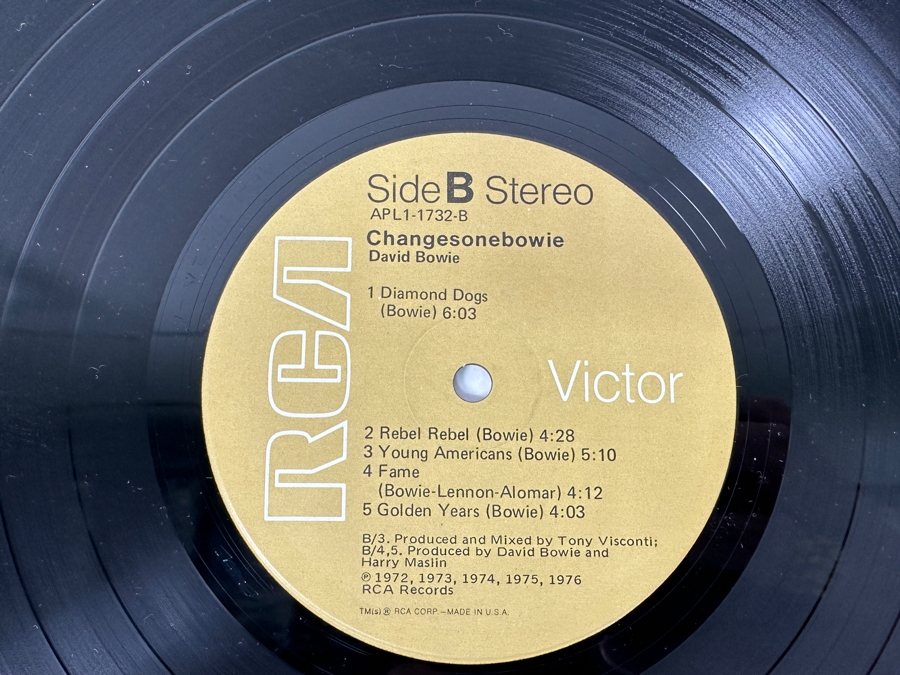 Side B Stereo
APL1-1732-B
Changesonebowie
David Bowie
1 Diamond Dogs
(Bowie) 6:03
RCA
Victor
2 Rebel Rebel (Bowie) 4:28
3 Young Americans (Bowie) 5:10
4 Fame
(Bowie-Lennon-Alomar) 4:12
5 Golden Years (Bowie) 4:03
B/3. Produced and Mixed by Tony Visconti;
B/4,5. Produced by David Bowie and
Harry Maslin
℗ 1972, 1973, 1974, 1975, 1976
RCA Records
TM(s) ® RCA CORP.—MADE IN U.S.A.